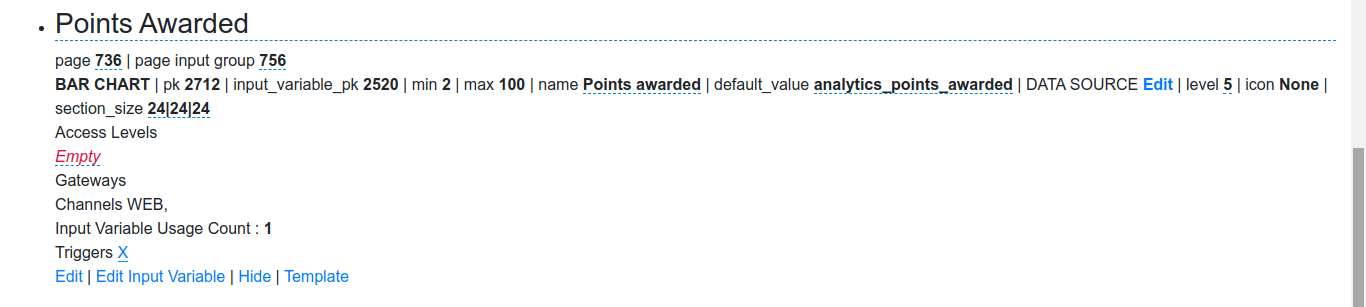 Points Awarded
page 736 | page input group 756
BAR CHART | pk 2712 | input_variable_pk 2520 | min 2 | max 100 | name Points awarded | default_value analytics_points_awarded | DATA SOURCE Edit | level 5 | icon None |
section_size 24|24|24
Access Levels
Empty
Gateways
Channels WEB,
Input Variable Usage Count : 1
Triggers X
Edit | Edit Input Variable | Hide | Template